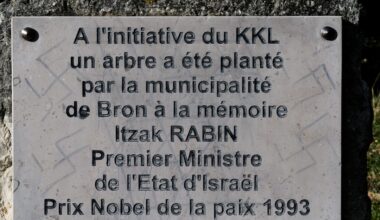 A l'initiative du KKL
un arbre a été planté
par la municipalité
de Bron à la mémoire
Itzak RABIN
Premier Ministre
de l'Etat d'Israël
Prix Nobel de la paix 1993